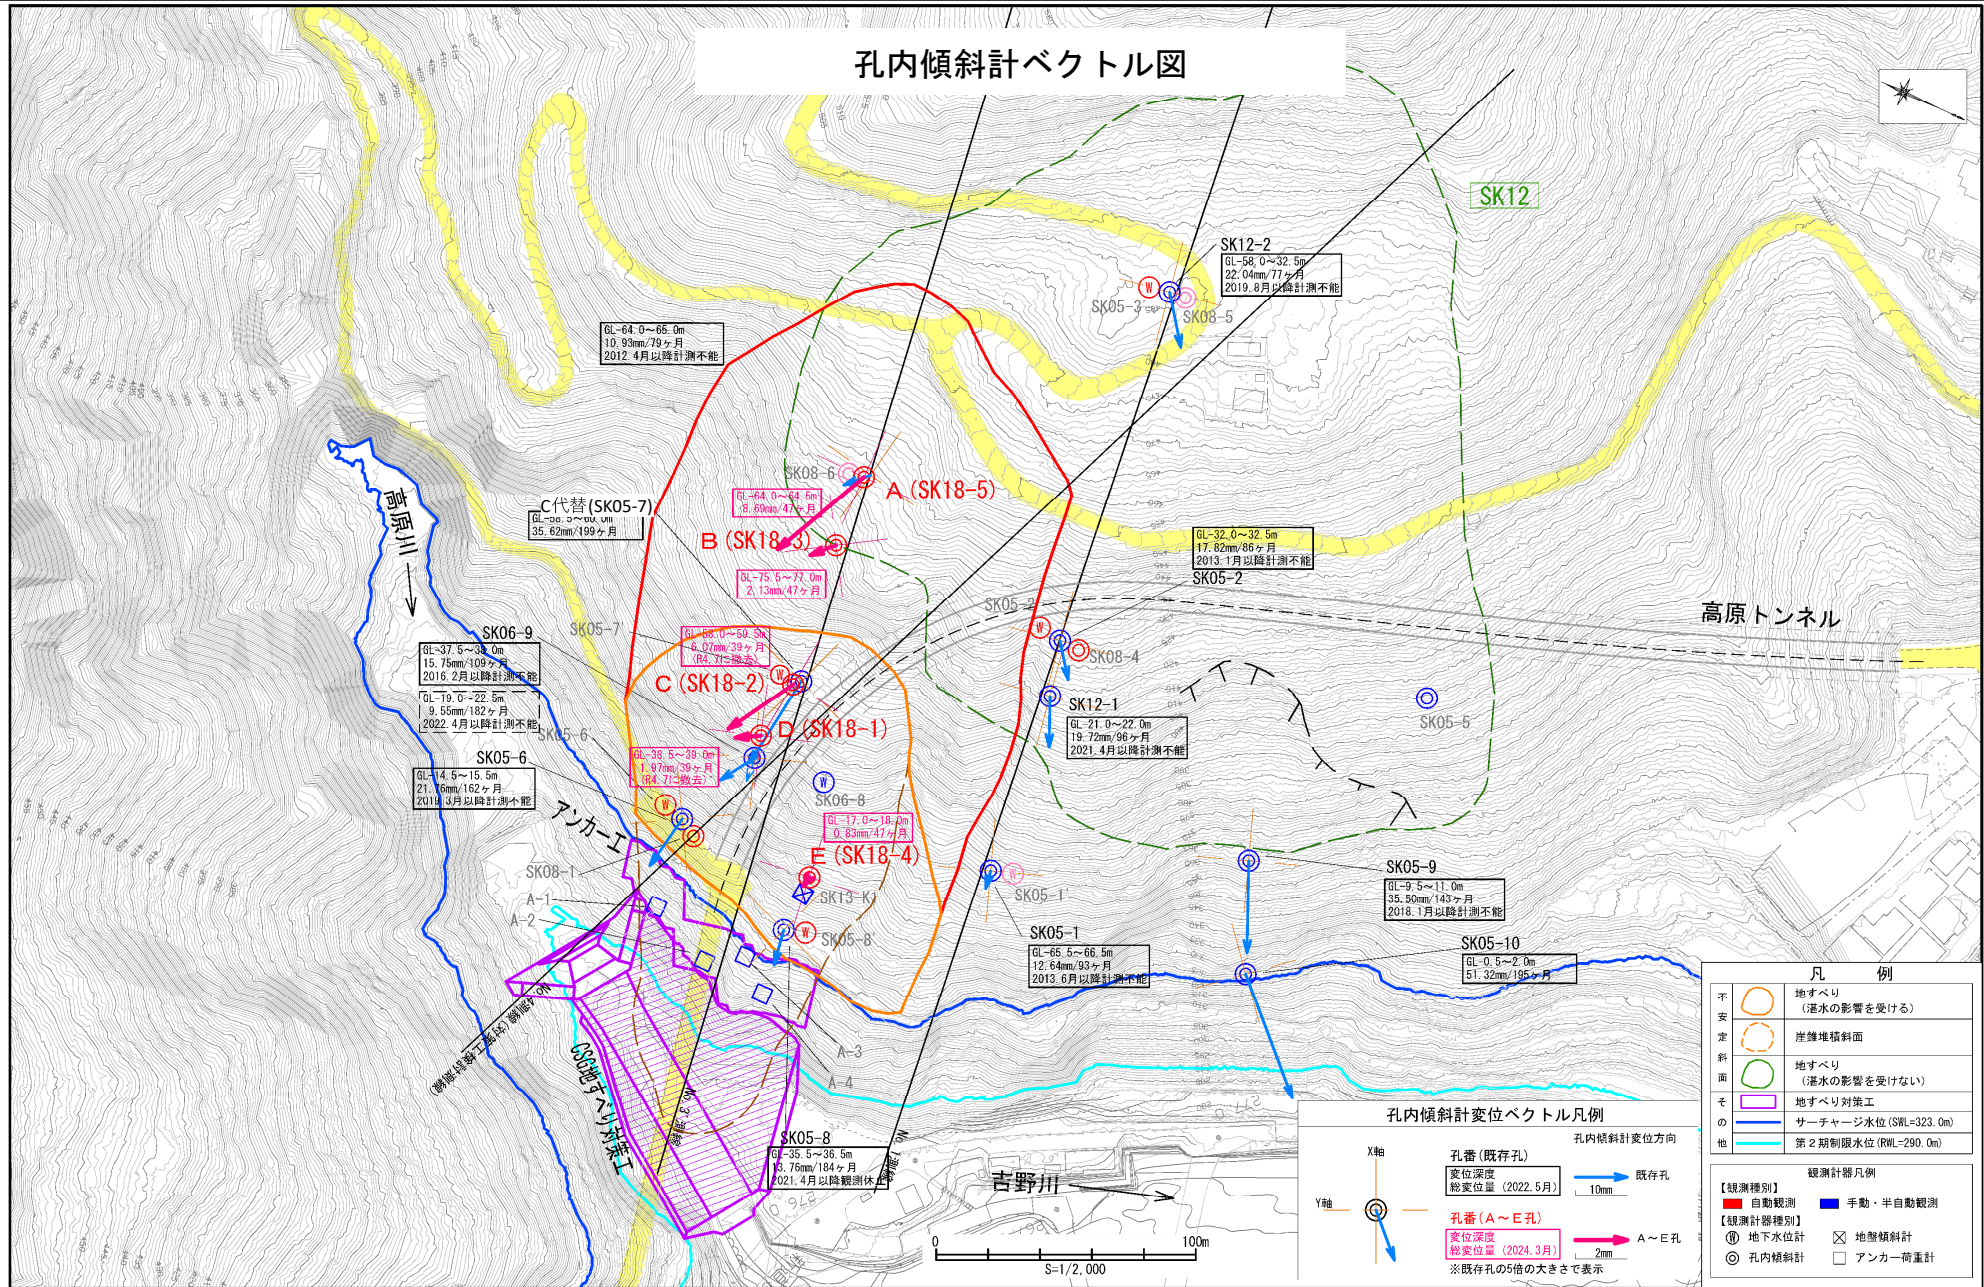 孔内傾斜計ベクトル図
SK12
SK12-2
GL-58.0～32.5m
22.04mm/77ヶ月
2019.8月以降計測不能
SK05-3
SK08-5
GL-64.0～65.0m
10.93mm/79ヶ月
2012.4月以降計測不能
SK08-6
A (SK18-5)
GL-64.0～64.5m
8.69mm/47ヶ月
C代替(SK05-7)
GL-58.5～60.0m
35.62mm/199ヶ月
高原川
B (SK18-3)
GL-75.5～77.0m
2.13mm/47ヶ月
GL-32.0～32.5m
17.82mm/86ヶ月
2013.1月以降計測不能
SK05-2
SK05-2
高原トンネル
SK06-9
GL-37.5～38.0m
15.75mm/109ヶ月
2016.2月以降計測不能
GL-19.0～22.5m
9.55mm/182ヶ月
2022.4月以降計測不能
SK05-7'
GL-58.0～59.5m
6.07mm/39ヶ月
(R4.7に撤去)
C (SK18-2)
SK08-4
SK12-1
GL-21.0～22.0m
19.72mm/96ヶ月
2021.4月以降計測不能
SK05-5
D (SK18-1)
SK05-6'
SK05-6
GL-14.5～15.5m
21.76mm/162ヶ月
2019.3月以降計測不能
GL-38.5～39.0m
1.97mm/39ヶ月
(R4.7に撤去)
SK06-8
GL-17.0～18.0m
0.83mm/47ヶ月
E (SK18-4)
アンカー工
SK08-1
A-1
A-2
SK13-K1
SK05-8'
SK05-1'
SK05-1
GL-65.5～66.5m
12.64mm/93ヶ月
2013.6月以降計測不能
SK05-9
GL-9.5～11.0m
35.50mm/143ヶ月
2018.1月以降計測不能
SK05-10
GL-0.5～2.0m
51.32mm/195ヶ月
No.4測線(対策工検討測線)
CSG地すべり対策工
No.3測線
No.1測線
A-3
A-4
SK05-8
GL-35.5～36.5m
13.76mm/184ヶ月
2021.4月以降観測休止
吉野川
0
100m
S=1/2,000
孔内傾斜計変位ベクトル凡例
孔内傾斜計変位方向
X軸
Y軸
孔番(既存孔)
変位深度
総変位量 (2022.5月)
既存孔
10mm
孔番(A～E孔)
変位深度
総変位量 (2024.3月)
A～E孔
2mm
※既存孔の5倍の大きさで表示
凡 例
不安定斜面
地すべり
(湛水の影響を受ける)
崖錐堆積斜面
地すべり
(湛水の影響を受けない)
その他
地すべり対策工
サーチャージ水位(SWL=323.0m)
第2期制限水位(RWL=290.0m)
観測計器凡例
【観測種別】
自動観測
手動・半自動観測
【観測計器種別】
W 地下水位計
地盤傾斜計
孔内傾斜計
アンカー荷重計